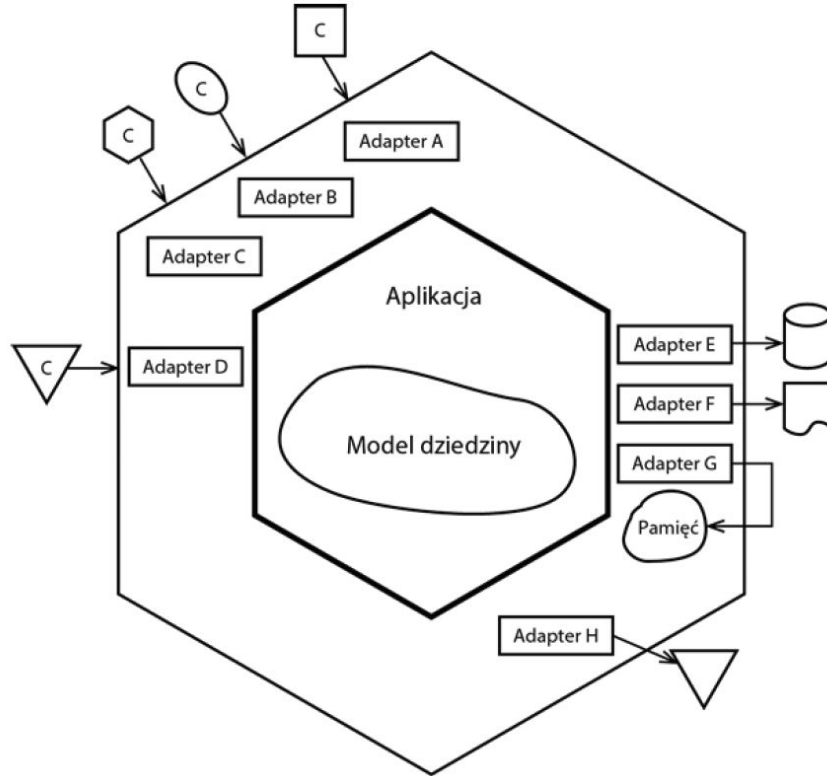 C
C
C
Adapter A
Adapter B
Adapter C
Aplikacja
C
Adapter D
Adapter E
Adapter F
Model dziedziny
Adapter G
Pamięć
Adapter H